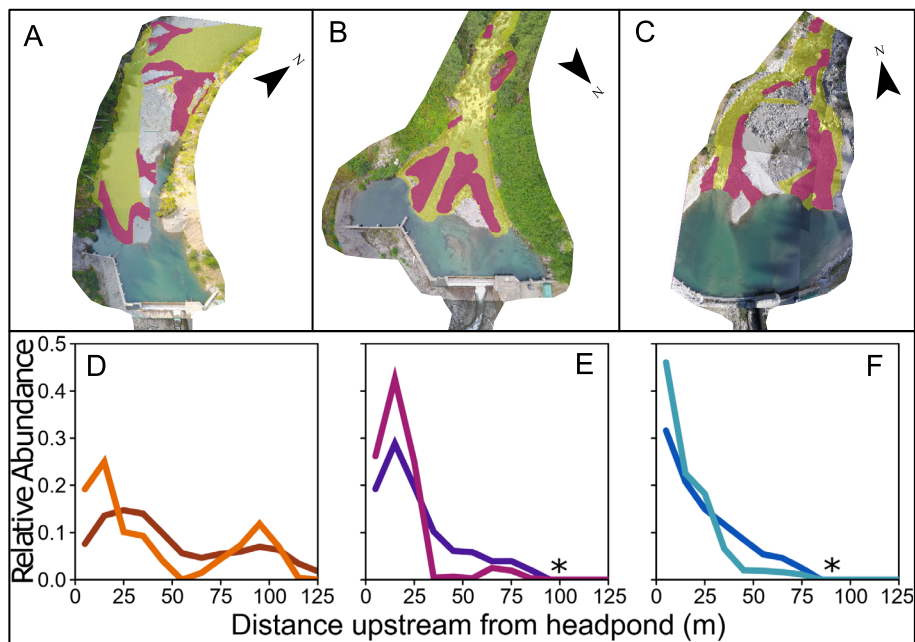 A
N
B
N
C
N
D
E
F
Relative Abundance
0.5
0.4
0.3
0.2
0.1
0.0
*
*
0 25 50 75 100 125
0 25 50 75 100 125
0 25 50 75 100 125
Distance upstream from headpond (m)